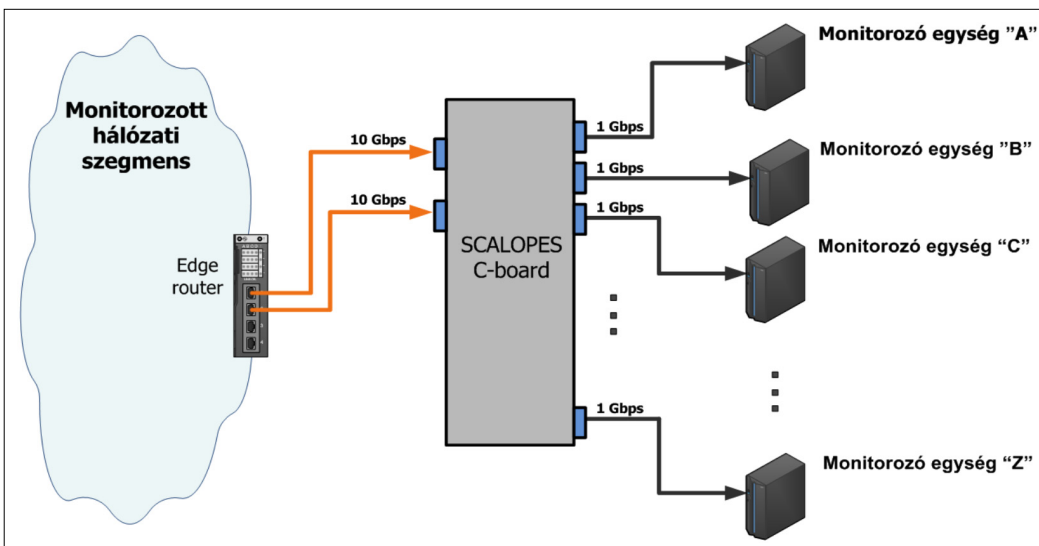 Monitorozott
hálózati
szegmens
Edge
router
10 Gbps
10 Gbps
SCALOPES
C-board
1 Gbps
1 Gbps
1 Gbps
1 Gbps
Monitorozó egység ”A”
Monitorozó egység “B”
Monitorozó egység “C”
Monitorozó egység “Z”